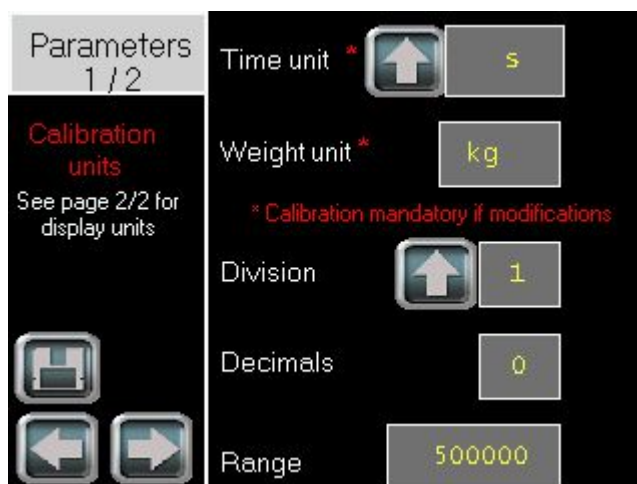 Parameters
1 / 2
Calibration
units
See page 2/2 for
display units
Time unit * s
Weight unit * kg
* Calibration mandatory if modifications
Division 1
Decimals 0
Range 500000